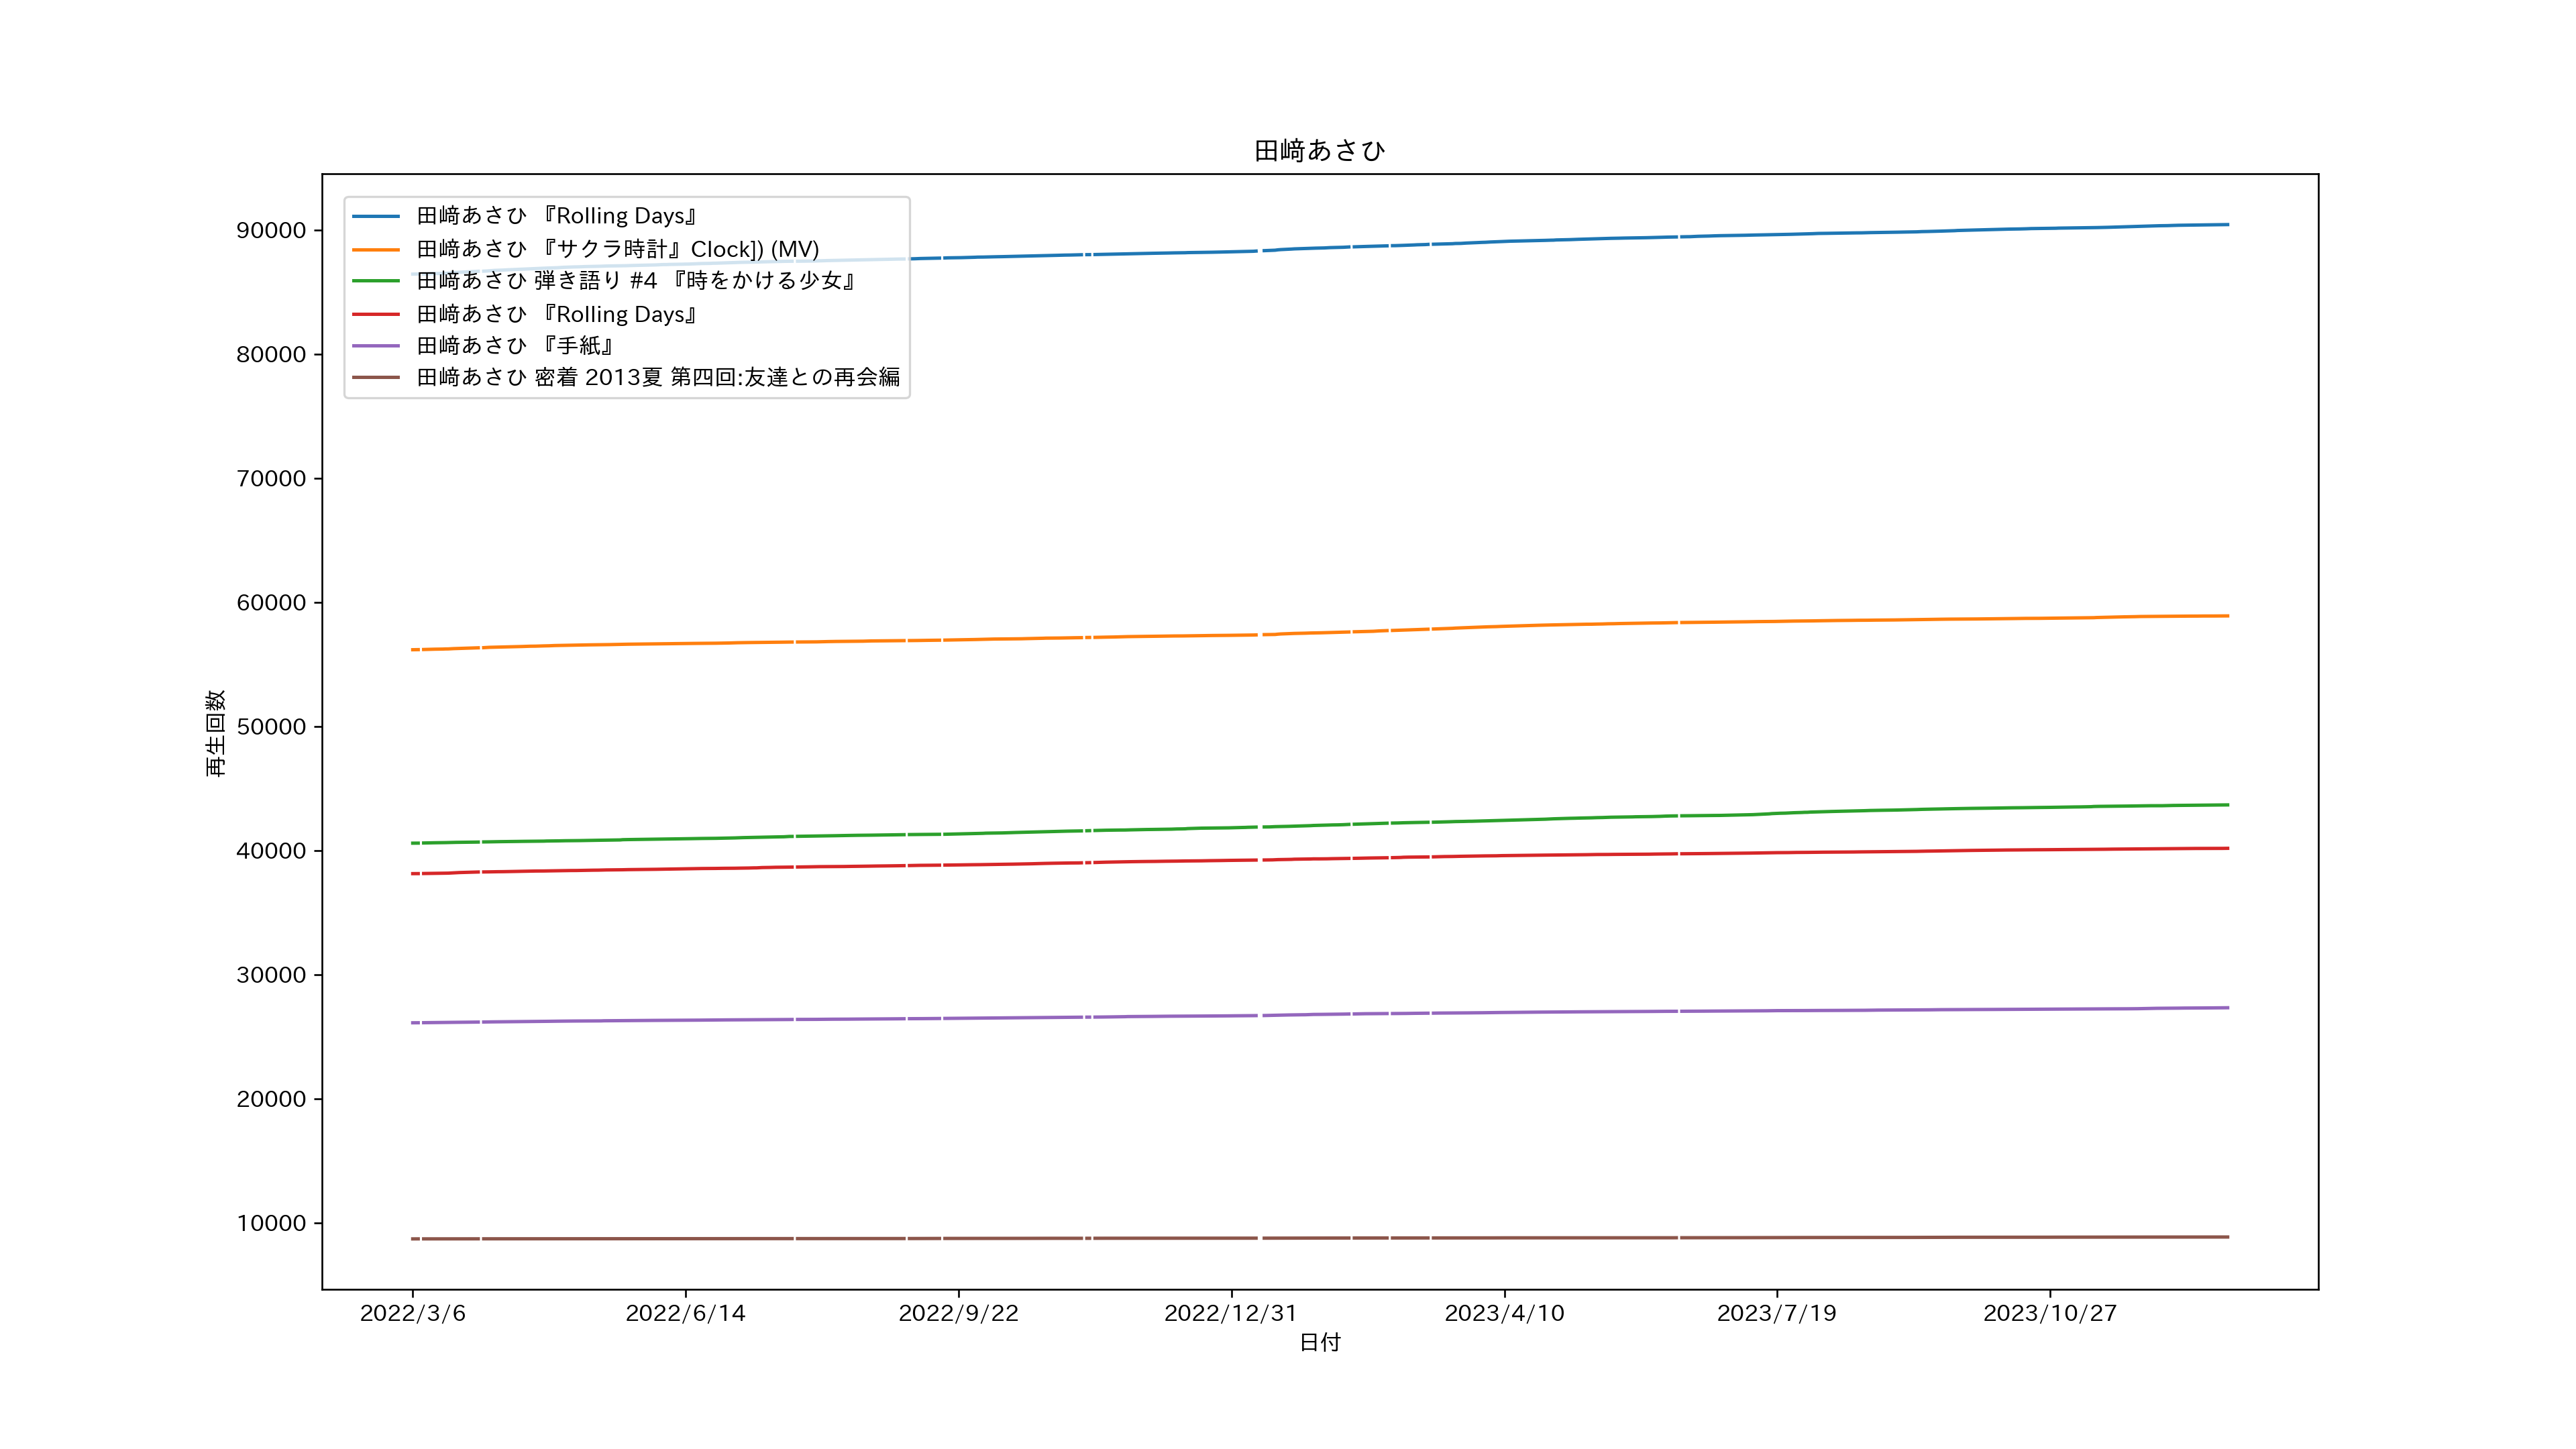 田﨑あさひ
田﨑あさひ 『Rolling Days』
田﨑あさひ 『サクラ時計』Clock]) (MV)
田﨑あさひ 弾き語り #4 『時をかける少女』
田﨑あさひ 『Rolling Days』
田﨑あさひ 『手紙』
田﨑あさひ 密着 2013夏 第四回:友達との再会編
90000
80000
70000
60000
50000
40000
30000
20000
10000
再生回数
2022/3/6 2022/6/14 2022/9/22 2022/12/31 2023/4/10 2023/7/19 2023/10/27
日付